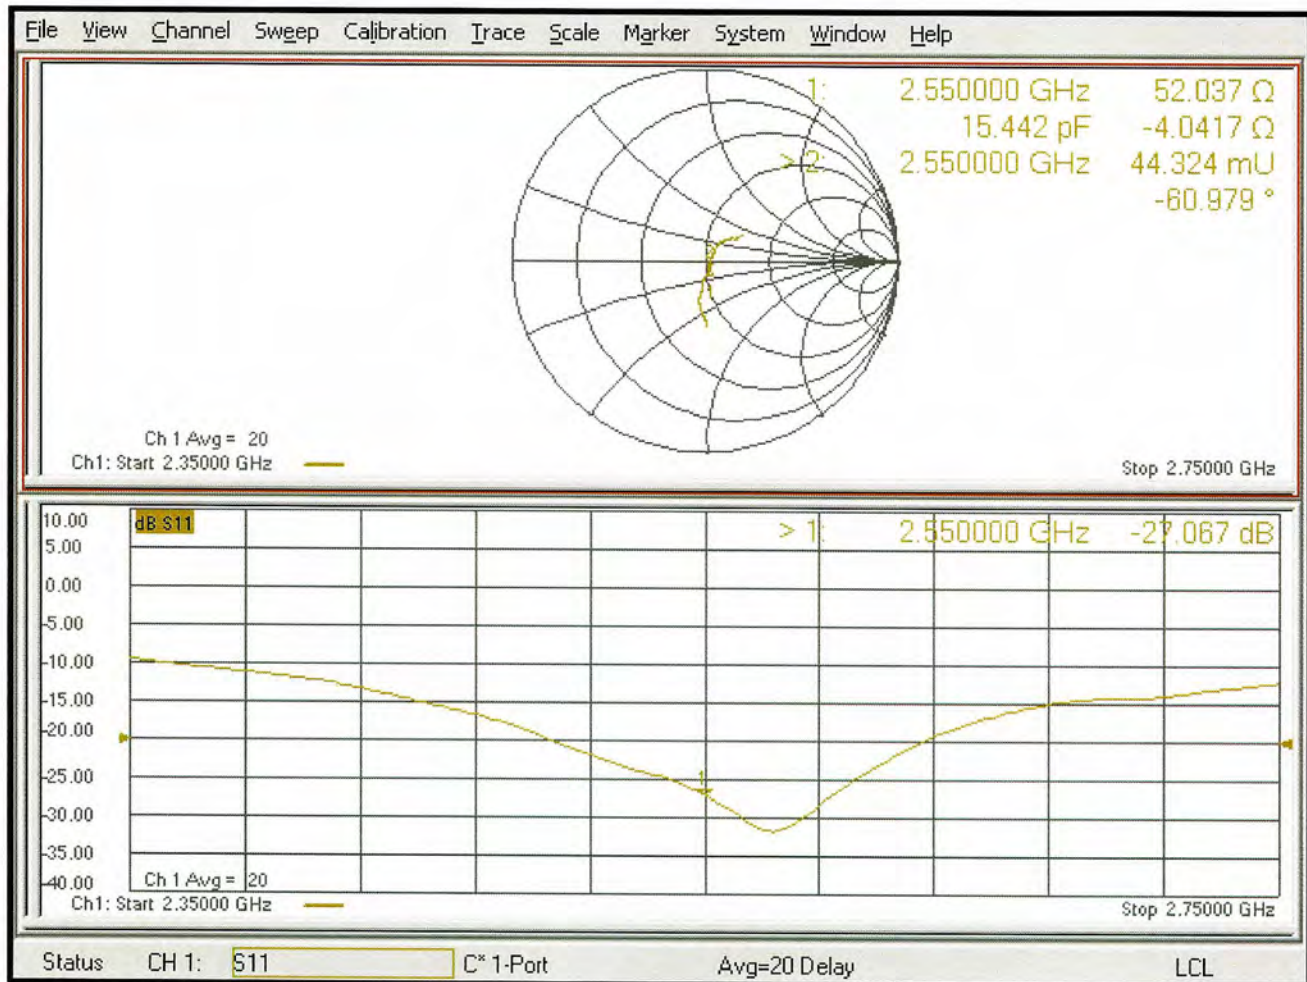 File View Channel Sweep Calibration Trace Scale Marker System Window Help
1: 2.550000 GHz 52.037 Ω
15.442 pF -4.0417 Ω
> 2: 2.550000 GHz 44.324 mU
-60.979 °
Ch 1 Avg = 20
Ch1: Start 2.35000 GHz
Stop 2.75000 GHz
10.00
dB S11
> 1: 2.550000 GHz -27.067 dB
5.00
0.00
-5.00
-10.00
-15.00
-20.00
-25.00
1
-30.00
-35.00
-40.00
Ch 1 Avg = 20
Ch1: Start 2.35000 GHz
Stop 2.75000 GHz
Status CH 1: S11 C* 1-Port Avg=20 Delay LCL